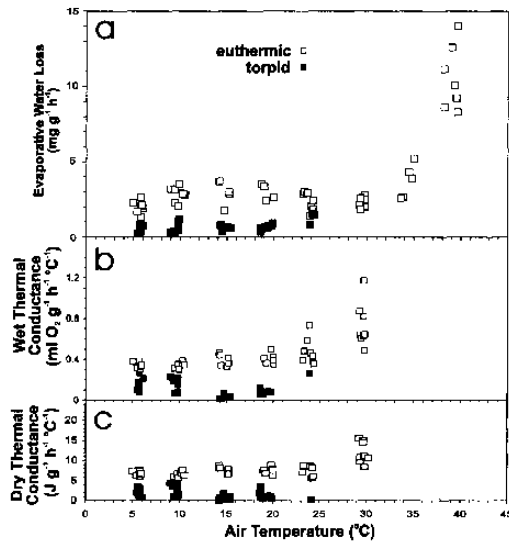 a
euthermic □
torpid ■
Evaporative Water Loss
(mg g⁻¹ h⁻¹)
15
10
5
0
b
Wet Thermal
Conductance
(ml O₂ g⁻¹ h⁻¹ °C⁻¹)
1.2
0.8
0.4
0.0
c
Dry Thermal
Conductance
(J g⁻¹ h⁻¹ °C⁻¹)
20
15
10
5
0
0 5 10 15 20 25 30 35 40 45
Air Temperature (°C)